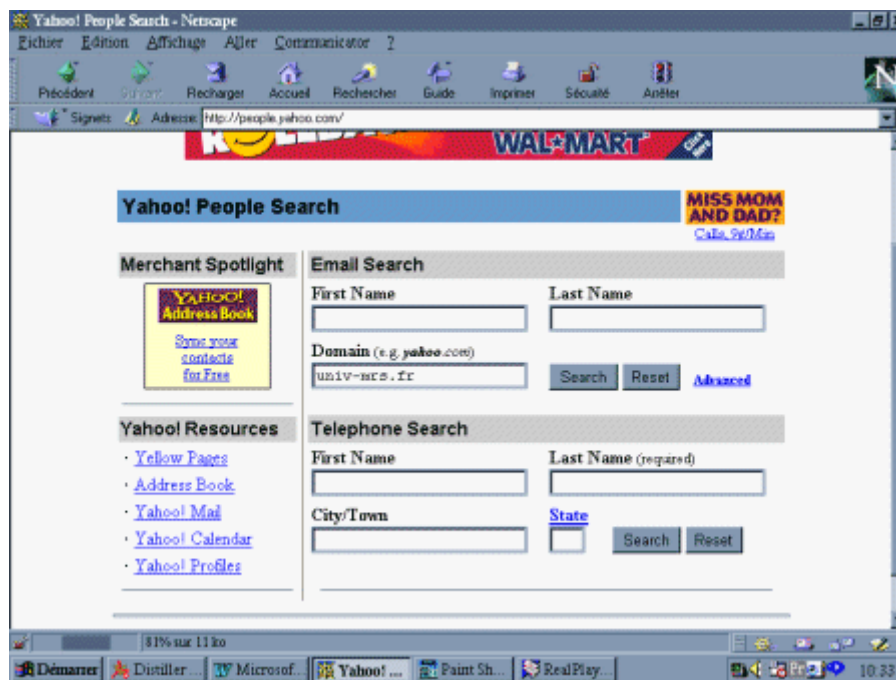 Yahoo! People Search - Netscape
Fichier Edition Affichage Aller Communicator ?
Précédent Suivant Recharger Accueil Rechercher Guide Imprimer Sécurité Arrêter N
Signets Adresse http://people.yahoo.com/
WAL★MART Click Here
Yahoo! People Search
MISS MOM
AND DAD?
Calls, 9¢/Min
Merchant Spotlight
YAHOO!
Address Book
Sync your
contacts
for Free
Email Search
First Name Last Name
Domain (e.g. yahoo.com)
univ-mrs.fr Search Reset Advanced
Yahoo! Resources
· Yellow Pages
· Address Book
· Yahoo! Mail
· Yahoo! Calendar
· Yahoo! Profiles
Telephone Search
First Name Last Name (required)
City/Town State
Search Reset
81% sur 11 ko
Démarrer Distiller ... Microsof... Yahoo! ... Paint Sh... RealPlay... 10:33